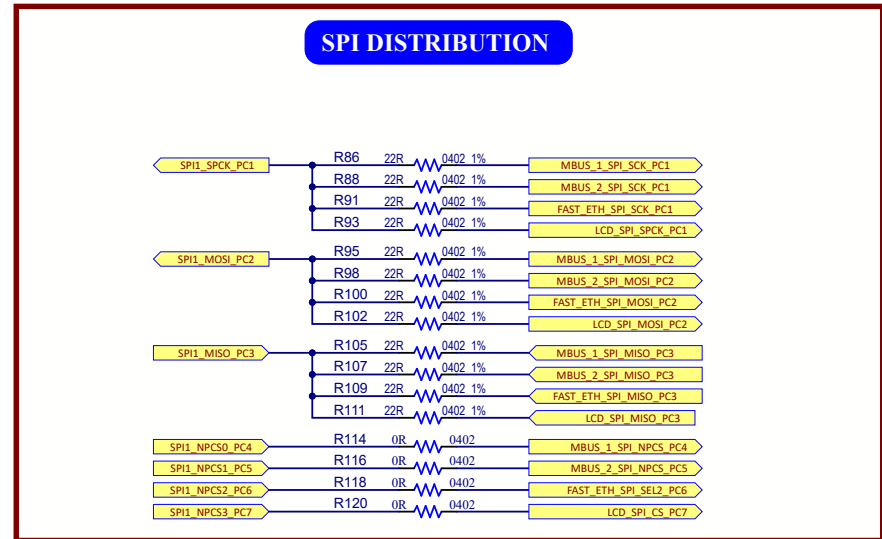 SPI DISTRIBUTION
SPI1_SPCK_PC1 R86 22R 0402 1% MBUS_1_SPI_SCK_PC1
R88 22R 0402 1% MBUS_2_SPI_SCK_PC1
R91 22R 0402 1% FAST_ETH_SPI_SCK_PC1
R93 22R 0402 1% LCD_SPI_SPCK_PC1
SPI1_MOSI_PC2 R95 22R 0402 1% MBUS_1_SPI_MOSI_PC2
R98 22R 0402 1% MBUS_2_SPI_MOSI_PC2
R100 22R 0402 1% FAST_ETH_SPI_MOSI_PC2
R102 22R 0402 1% LCD_SPI_MOSI_PC2
SPI1_MISO_PC3 R105 22R 0402 1% MBUS_1_SPI_MISO_PC3
R107 22R 0402 1% MBUS_2_SPI_MISO_PC3
R109 22R 0402 1% FAST_ETH_SPI_MISO_PC3
R111 22R 0402 1% LCD_SPI_MISO_PC3
SPI1_NPCS0_PC4 R114 0R 0402 MBUS_1_SPI_NPCS_PC4
SPI1_NPCS1_PC5 R116 0R 0402 MBUS_2_SPI_NPCS_PC5
SPI1_NPCS2_PC6 R118 0R 0402 FAST_ETH_SPI_SEL2_PC6
SPI1_NPCS3_PC7 R120 0R 0402 LCD_SPI_CS_PC7